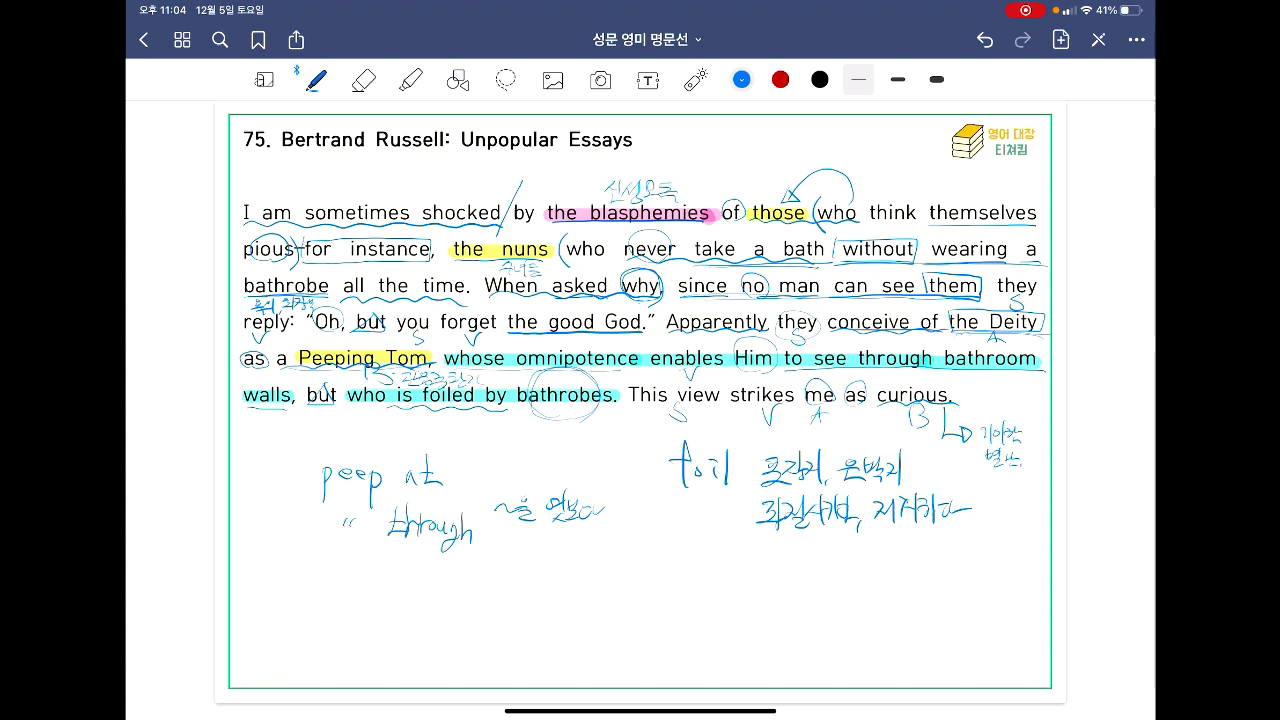 오후 11:04 12월 5일 토요일
41%
성문 영미 명문선
75. Bertrand Russell: Unpopular Essays
영어 대장
티쳐킴
신성모독
I am sometimes shocked by the blasphemies of those who think themselves
pious-for instance, the nuns who never take a bath without wearing a
수녀들
bathrobe all the time. When asked why, since no man can see them, they
S
reply: “Oh, but you forget the good God.” Apparently they conceive of the Deity
V S V S A
as a Peeping Tom, whose omnipotence enables Him to see through bathroom
B V
walls, but who is foiled by bathrobes. This view strikes me as curious.
S V A B
기이한
peep at
foil 포장지, 은박지
" through ~을 엿보다
좌절시키다, 저지하다